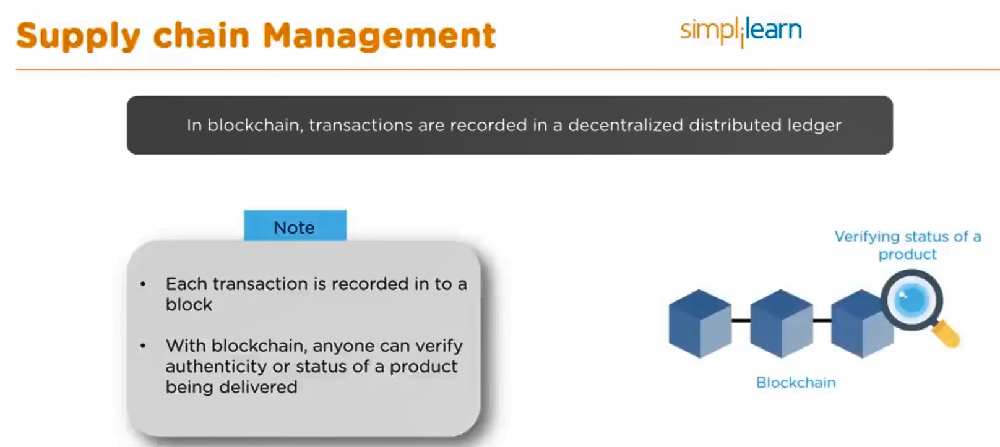 Supply chain Management
simplilearn
In blockchain, transactions are recorded in a decentralized distributed ledger
Note
• Each transaction is recorded in to a
block
• With blockchain, anyone can verify
authenticity or status of a product
being delivered
Verifying status of a
product
Blockchain